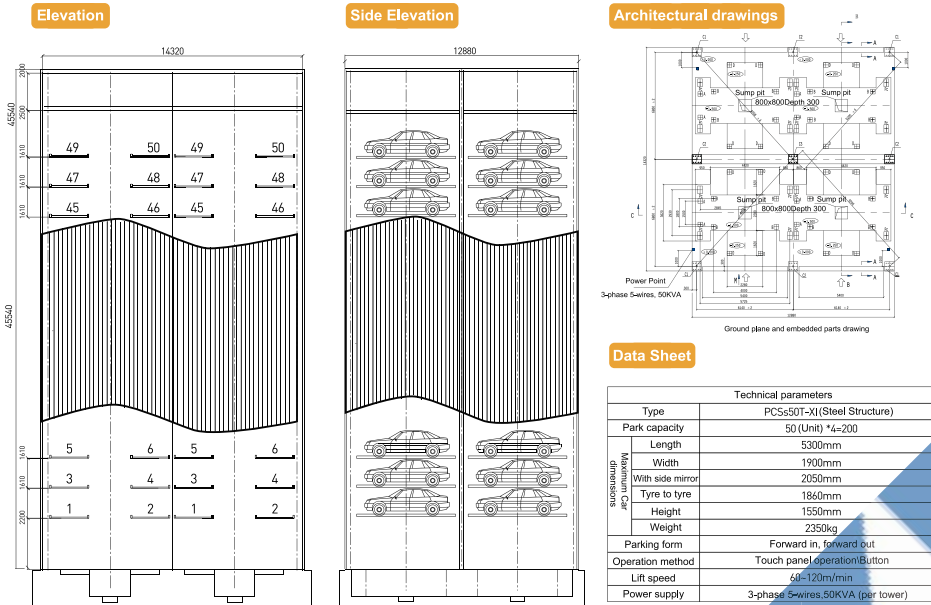 Elevation
14320
2000
2500
45540
49 50 49 50
1610
47 48 47 48
1610
45 46 45 46
1610
45540
5 6 5 6
1610
3 4 3 4
1610
1 2 1 2
2200
Side Elevation
12880
Architectural drawings
Sump pit Sump pit
800x800Depth 300
Sump pit Sump pit
800x800Depth 300
C C
A
A
A
A
B
Power Point
3-phase 5-wires, 50KVA
12880
Ground plane and embedded parts drawing
Data Sheet
Technical parameters
Type PCSs50T-XI(Steel Structure)
Park capacity 50 (Unit) *4=200
Maximum Car dimensions
Length 5300mm
Width 1900mm
With side mirror 2050mm
Tyre to tyre 1860mm
Height 1550mm
Weight 2350kg
Parking form Forward in, forward out
Operation method Touch panel operation\Button
Lift speed 60-120m/min
Power supply 3-phase 5-wires,50KVA (per tower)